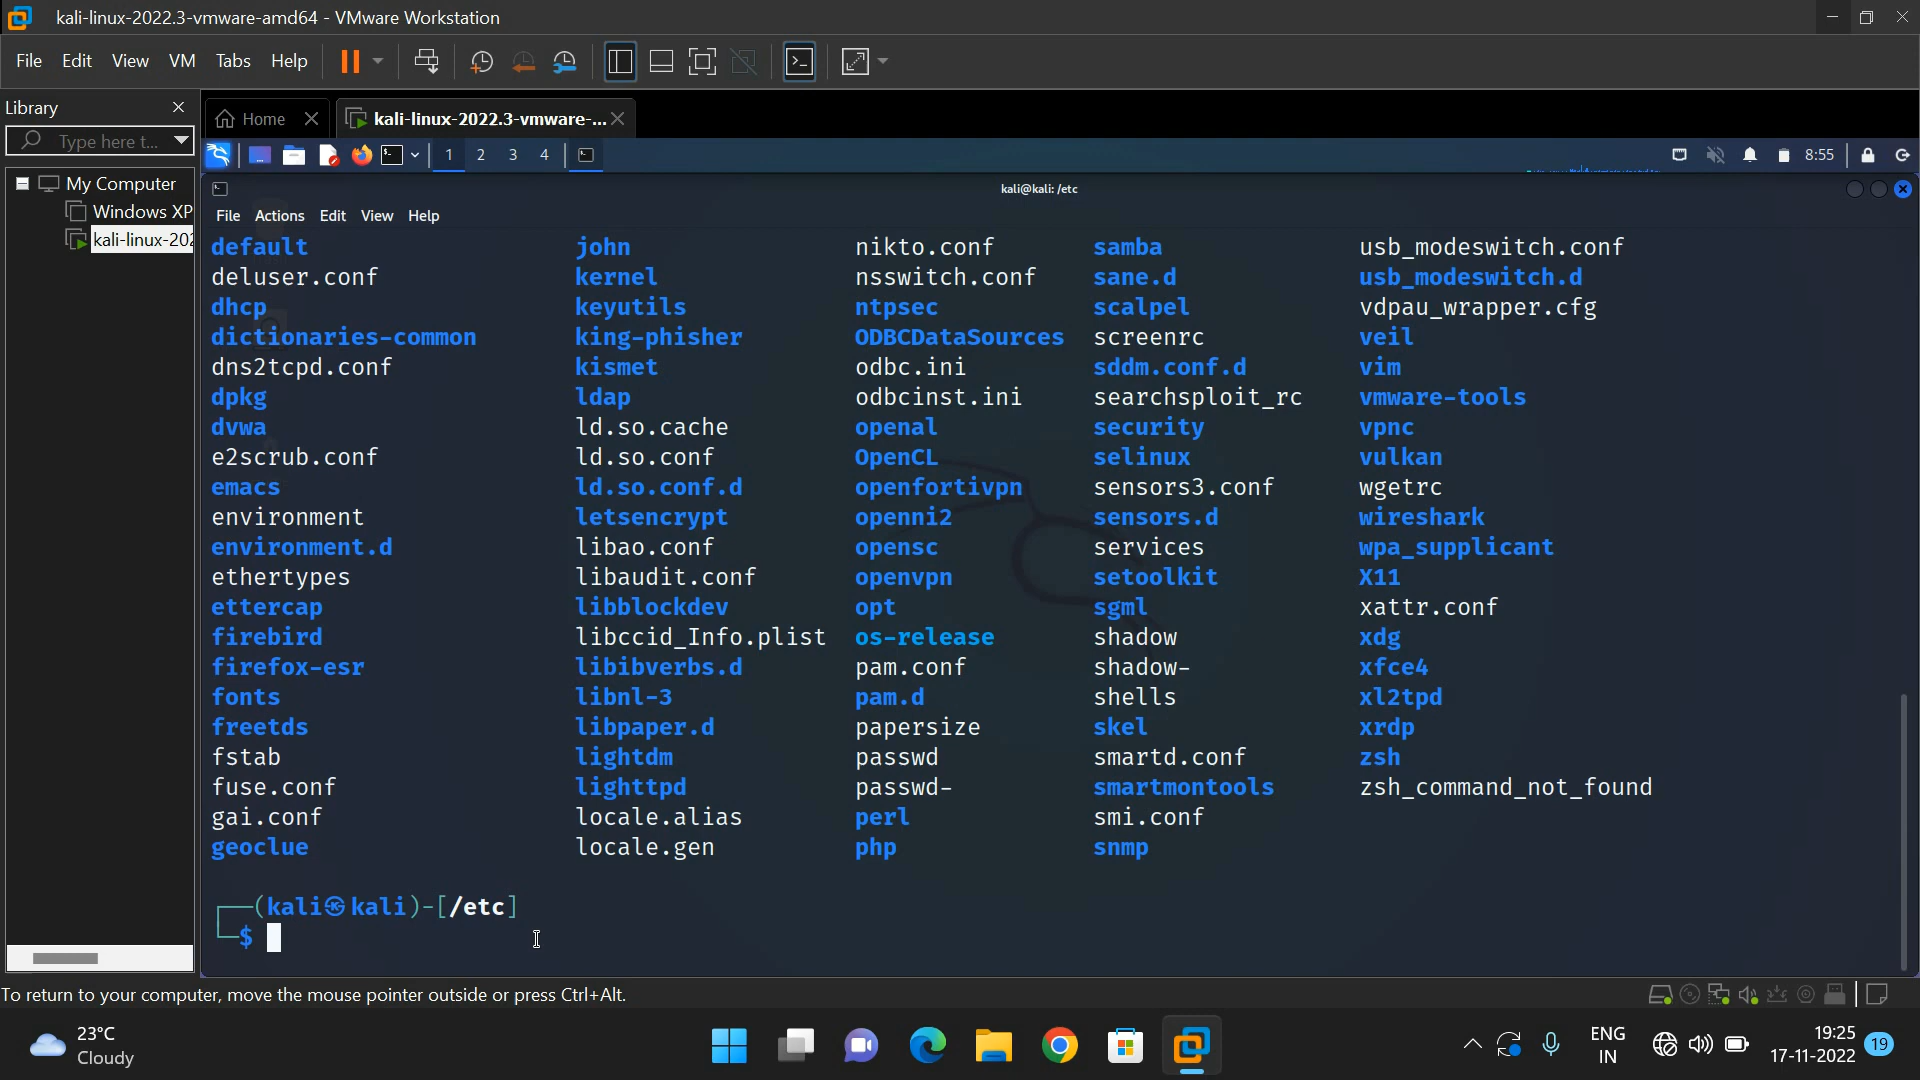 kali-linux-2022.3-vmware-amd64 - VMware Workstation
File Edit View VM Tabs Help
Library
Home kali-linux-2022.3-vmware-...
Type here t...
1 2 3 4 8:55
My Computer
Windows XP
kali-linux-202
kali@kali: /etc
File Actions Edit View Help
default john nikto.conf samba usb_modeswitch.conf
deluser.conf kernel nsswitch.conf sane.d usb_modeswitch.d
dhcp keyutils ntpsec scalpel vdpau_wrapper.cfg
dictionaries-common king-phisher ODBCDataSources screenrc veil
dns2tcpd.conf kismet odbc.ini sddm.conf.d vim
dpkg ldap odbcinst.ini searchsploit_rc vmware-tools
dvwa ld.so.cache openal security vpnc
e2scrub.conf ld.so.conf OpenCL selinux vulkan
emacs ld.so.conf.d openfortivpn sensors3.conf wgetrc
environment letsencrypt openni2 sensors.d wireshark
environment.d libao.conf opensc services wpa_supplicant
ethertypes libaudit.conf openvpn setoolkit X11
ettercap libblockdev opt sgml xattr.conf
firebird libccid_Info.plist os-release shadow xdg
firefox-esr libibverbs.d pam.conf shadow- xfce4
fonts libnl-3 pam.d shells xl2tpd
freetds libpaper.d papersize skel xrdp
fstab lightdm passwd smartd.conf zsh
fuse.conf lighttpd passwd- smartmontools zsh_command_not_found
gai.conf locale.alias perl smi.conf
geoclue locale.gen php snmp
┌──(kali㉿kali)-[/etc]
└─$
To return to your computer, move the mouse pointer outside or press Ctrl+Alt.
23°C
Cloudy
ENG
IN
19:25
17-11-2022
19